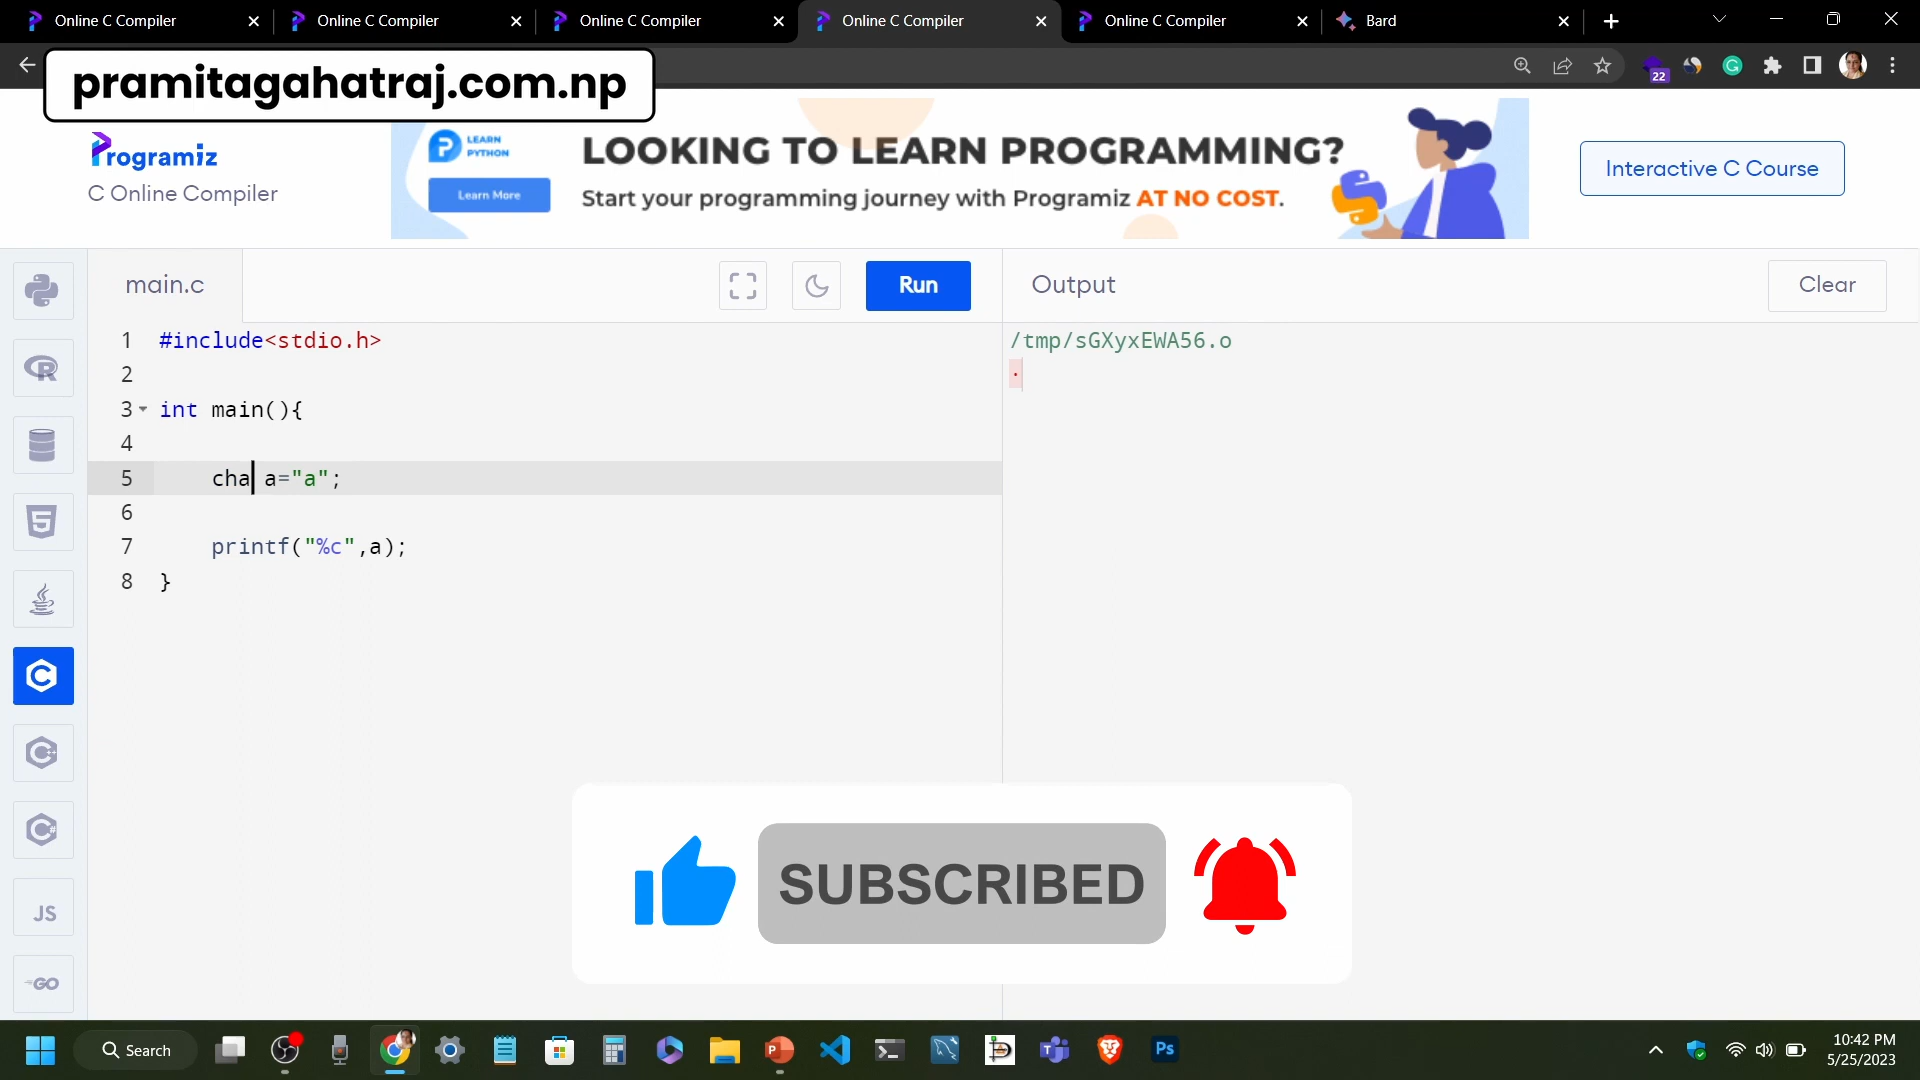 Online C Compiler
Online C Compiler
Online C Compiler
Online C Compiler
Online C Compiler
Bard
22
pramitagahatraj.com.np
Programiz
C Online Compiler
LEARN
PYTHON
Learn More
LOOKING TO LEARN PROGRAMMING?
Start your programming journey with Programiz AT NO COST.
Interactive C Course
main.c
Run
Output
Clear
1 #include<stdio.h>
2
3 int main(){
4
5 cha a="a";
6
7 printf("%c",a);
8 }
/tmp/sGXyxEWA56.o
JS
GO
SUBSCRIBED
Search
Ps
10:42 PM
5/25/2023